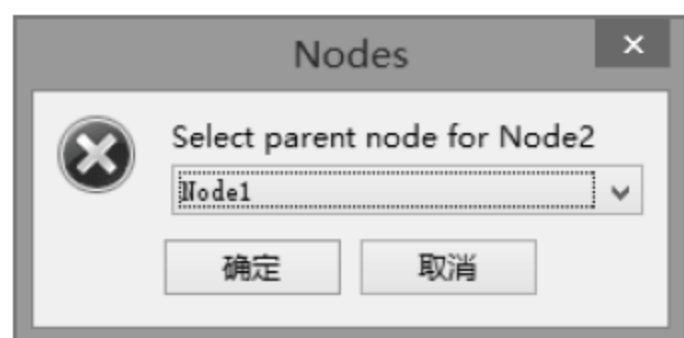 Nodes
Select parent node for Node2
Node1
确定
取消